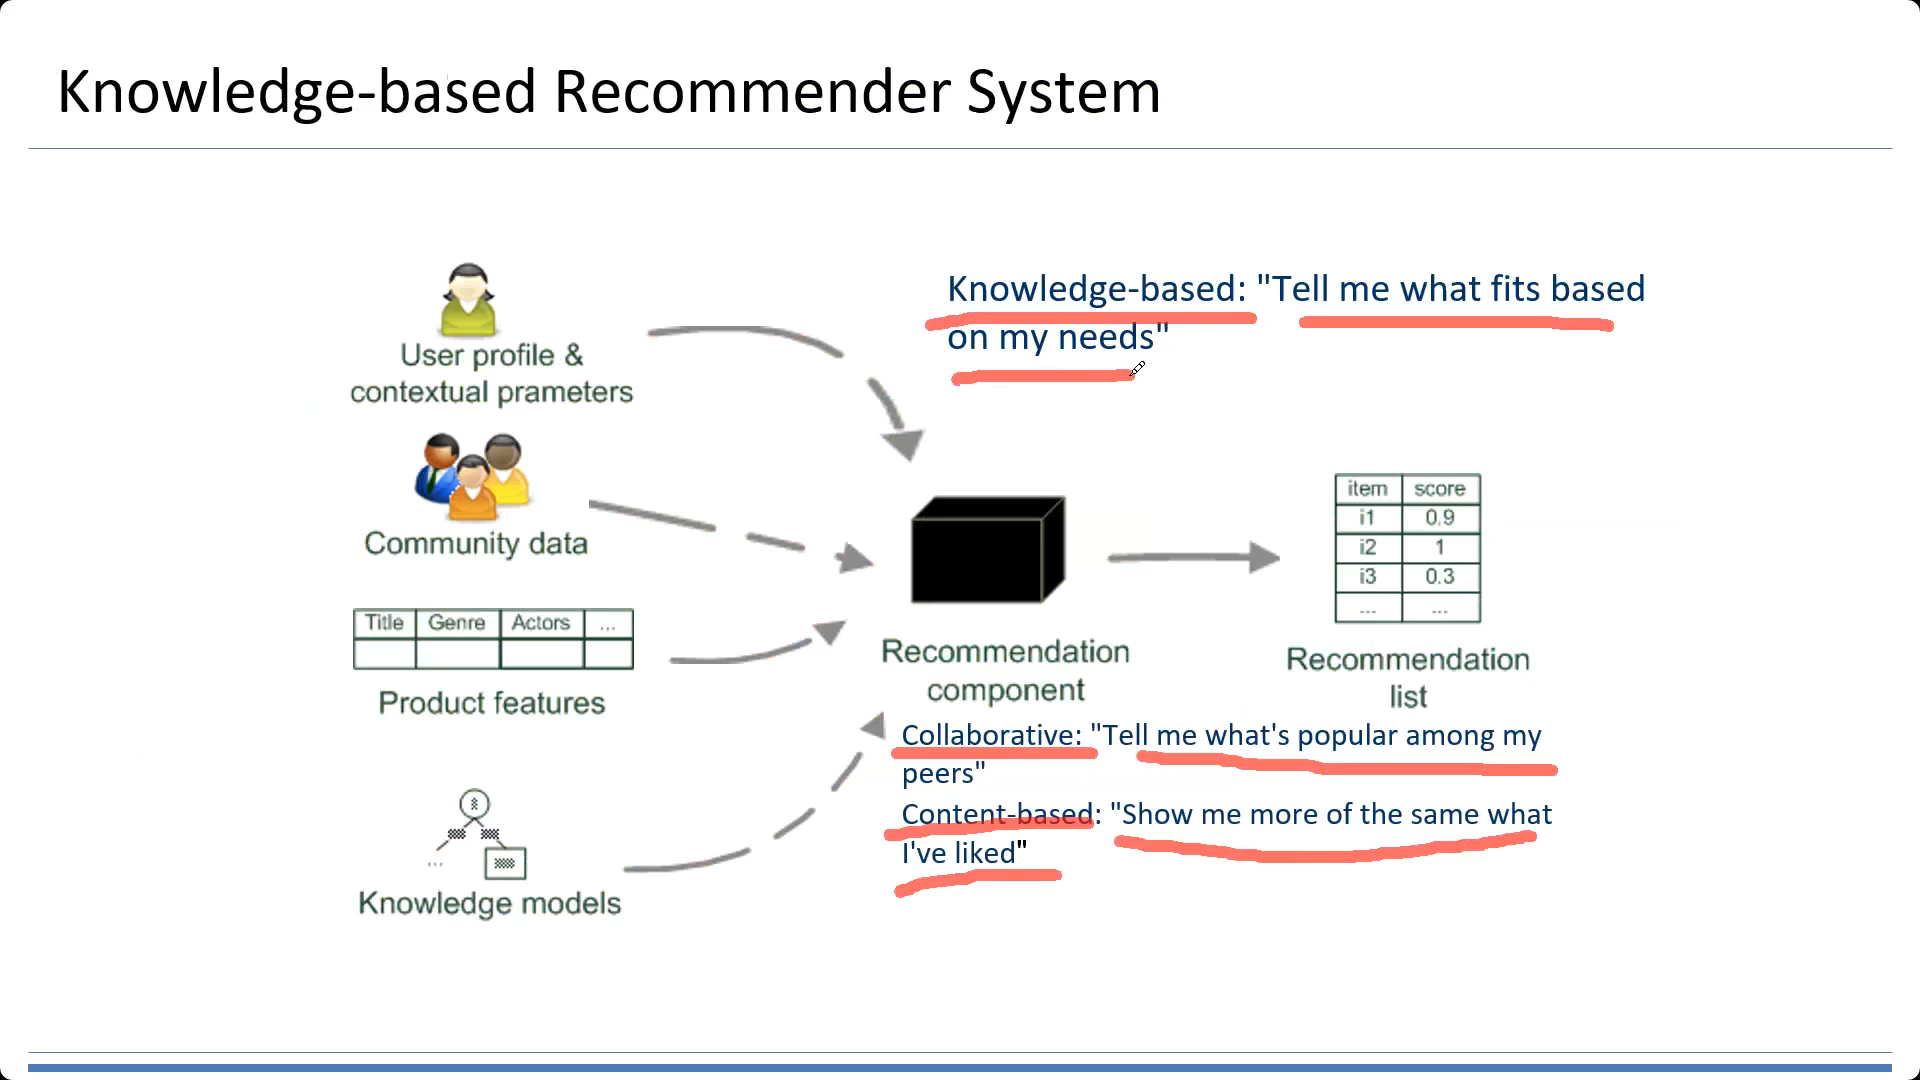 Knowledge-based Recommender System
Knowledge-based: "Tell me what fits based
on my needs"
User profile &
contextual prameters
Community data
Title Genre Actors ...
Product features
Knowledge models
...
Recommendation
component
item score
i1 0.9
i2 1
i3 0.3
... ...
Recommendation
list
Collaborative: "Tell me what's popular among my
peers"
Content-based: "Show me more of the same what
I've liked"